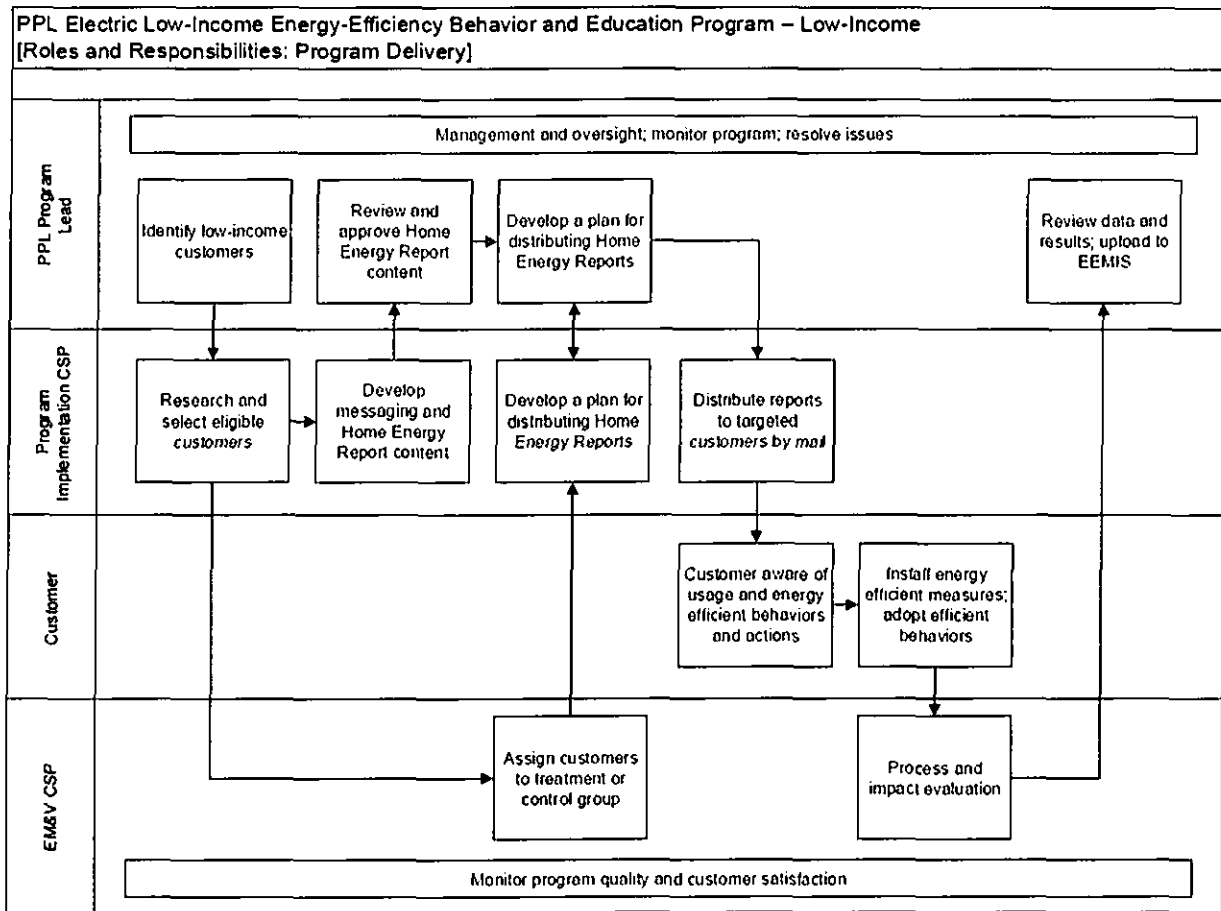 PPL Electric Low-Income Energy-Efficiency Behavior and Education Program – Low-Income
[Roles and Responsibilities: Program Delivery]
PPL Program
Lead
Management and oversight; monitor program; resolve issues
Identify low-income
customers
Review and
approve Home
Energy Report
content
Develop a plan for
distributing Home
Energy Reports
Review data and
results; upload to
EEMIS
Program
Implementation CSP
Research and
select eligible
customers
Develop
messaging and
Home Energy
Report content
Develop a plan for
distributing Home
Energy Reports
Distribute reports
to targeted
customers by mail
Customer
Customer aware of
usage and energy
efficient behaviors
and actions
Install energy
efficient measures;
adopt efficient
behaviors
EM&V CSP
Assign customers
to treatment or
control group
Process and
impact evaluation
Monitor program quality and customer satisfaction